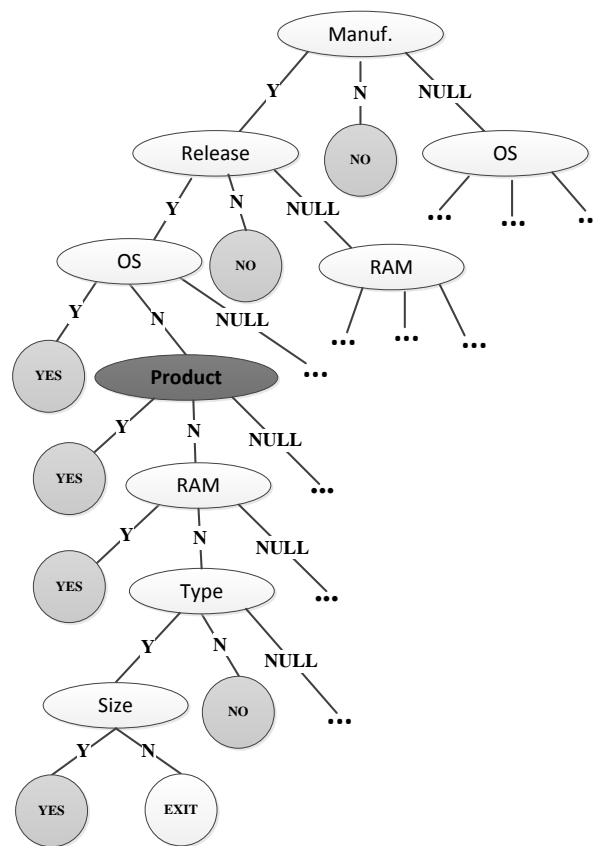 Manuf.
Y
N
NULL
Release
NO
OS
Y
N
NULL
...
...
..
OS
NO
RAM
Y
N
NULL
...
...
...
YES
Product
...
Y
N
NULL
YES
RAM
...
Y
N
NULL
YES
Type
...
Y
N
NULL
Size
NO
...
Y
N
YES
EXIT